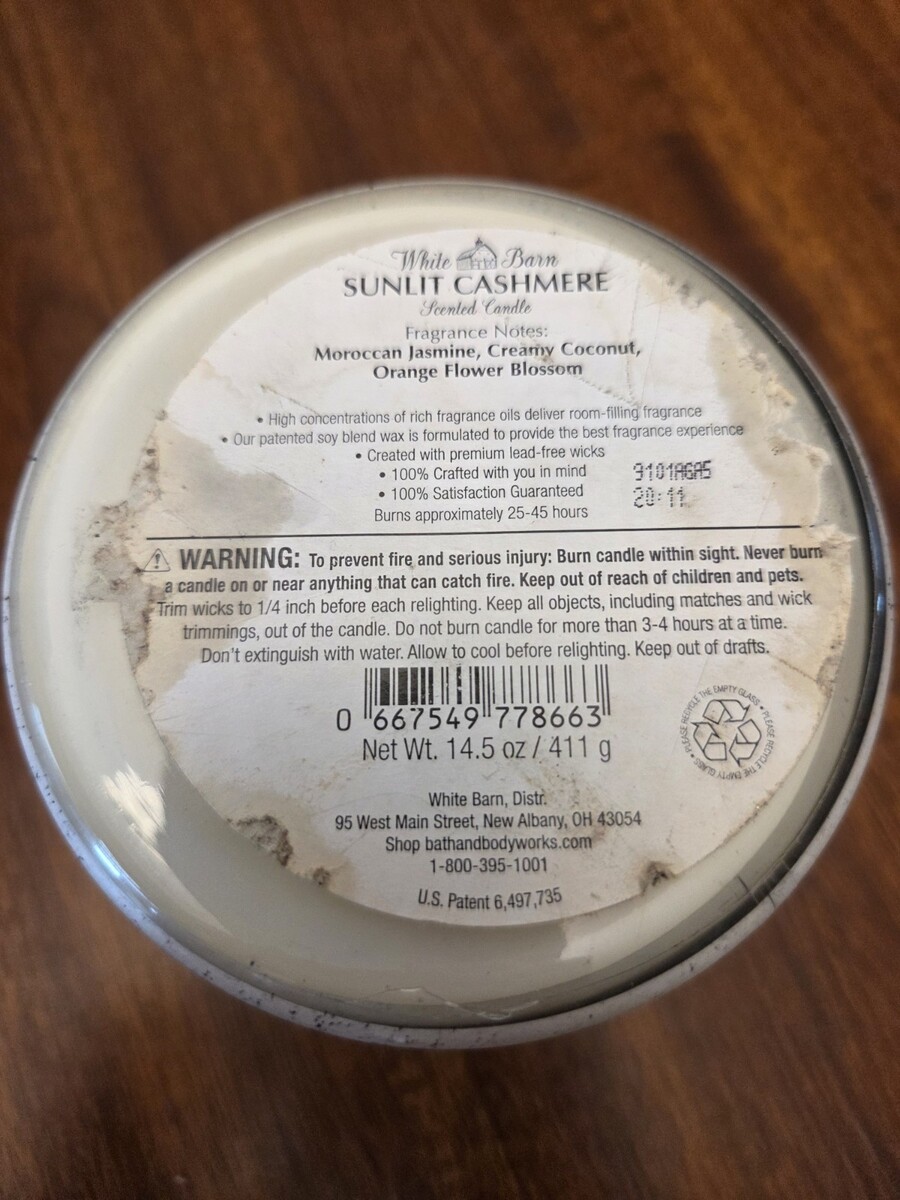 White Barn
SUNLIT CASHMERE
Scented Candle
Fragrance Notes:
Moroccan Jasmine, Creamy Coconut,
Orange Flower Blossom
• High concentrations of rich fragrance oils deliver room-filling fragrance
• Our patented soy blend wax is formulated to provide the best fragrance experience
• Created with premium lead-free wicks
• 100% Crafted with you in mind
• 100% Satisfaction Guaranteed
Burns approximately 25-45 hours
9101AGA5
20:11
⚠ WARNING: To prevent fire and serious injury: Burn candle within sight. Never burn
a candle on or near anything that can catch fire. Keep out of reach of children and pets.
Trim wicks to 1/4 inch before each relighting. Keep all objects, including matches and wick
trimmings, out of the candle. Do not burn candle for more than 3-4 hours at a time.
Don't extinguish with water. Allow to cool before relighting. Keep out of drafts.
0 667549 778663
Net Wt. 14.5 oz / 411 g
• PLEASE RECYCLE THE EMPTY GLASS • PLEASE RECYCLE THE EMPTY GLASS
White Barn, Distr.
95 West Main Street, New Albany, OH 43054
Shop bathandbodyworks.com
1-800-395-1001
U.S. Patent 6,497,735